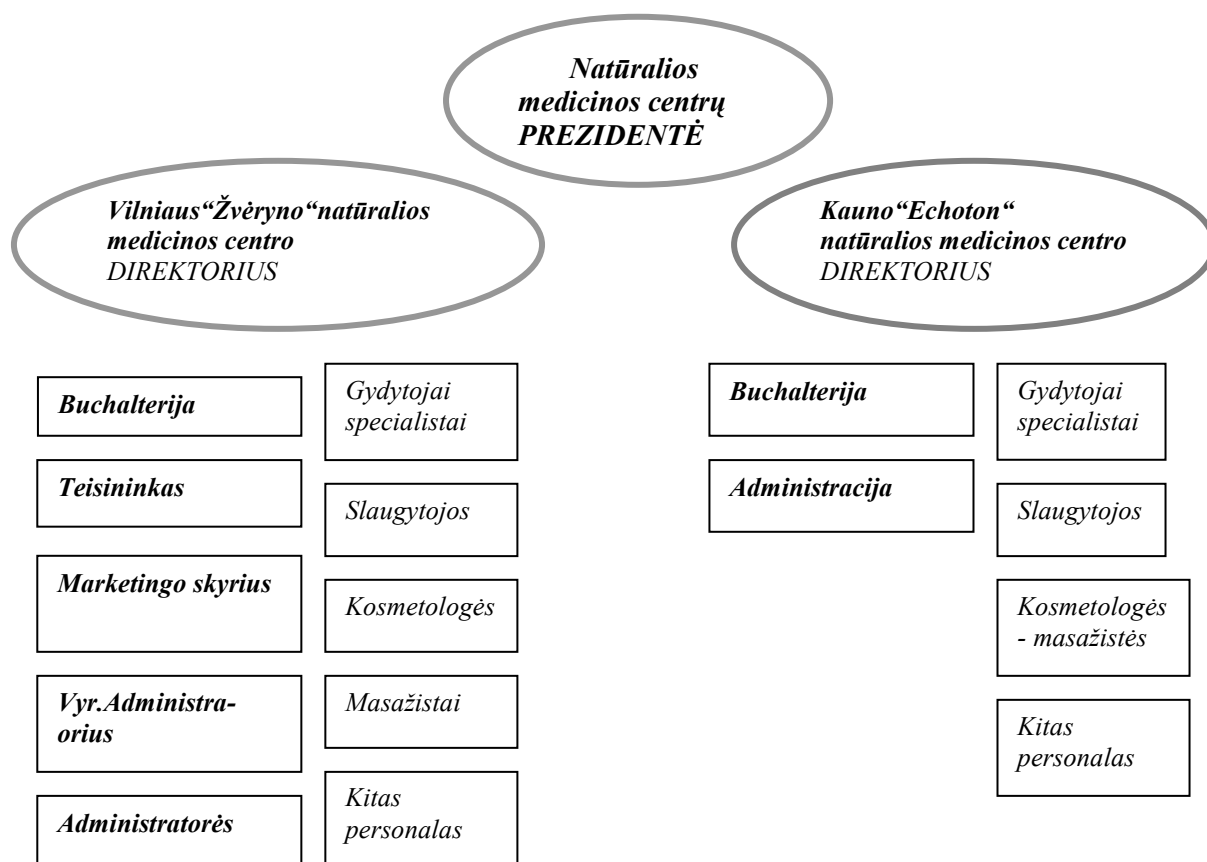 Natūralios
medicinos centrų
PREZIDENTĖ
Vilniaus“Žvėryno“natūralios
medicinos centro
DIREKTORIUS
Kauno“Echoton“
natūralios medicinos centro
DIREKTORIUS
Buchalterija
Teisininkas
Marketingo skyrius
Vyr.Administra-
orius
Administratorės
Gydytojai
specialistai
Slaugytojos
Kosmetologės
Masažistai
Kitas
personalas
Buchalterija
Administracija
Gydytojai
specialistai
Slaugytojos
Kosmetologės
- masažistės
Kitas
personalas